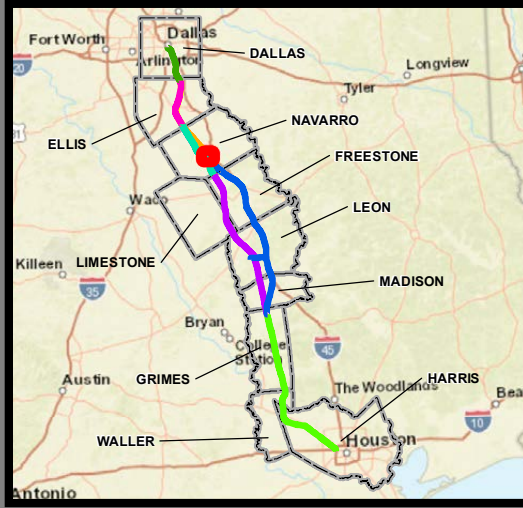 Fort Worth
Dallas
DALLAS
Arlington
20
Longview
Tyler
NAVARRO
ELLIS
FREESTONE
Waco
LEON
LIMESTONE
Killeen
35
MADISON
Bryan
College
Station
45
GRIMES
Austin
The Woodlands
HARRIS
Bea
10
WALLER
Houston
Antonio